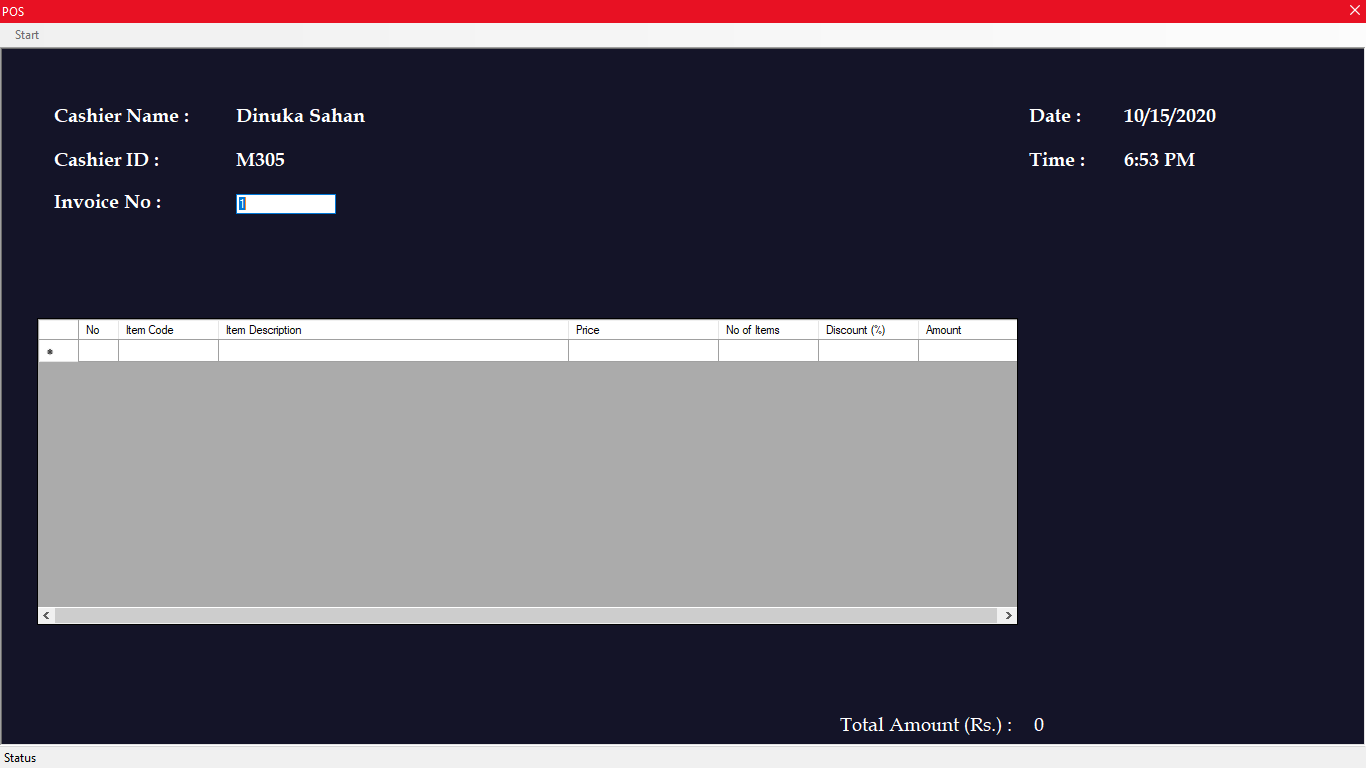 POS
Start
Cashier Name : Dinuka Sahan Date : 10/15/2020
Cashier ID : M305 Time : 6:53 PM
Invoice No : 1
No Item Code Item Description Price No of Items Discount (%) Amount
Total Amount (Rs.) : 0
Status